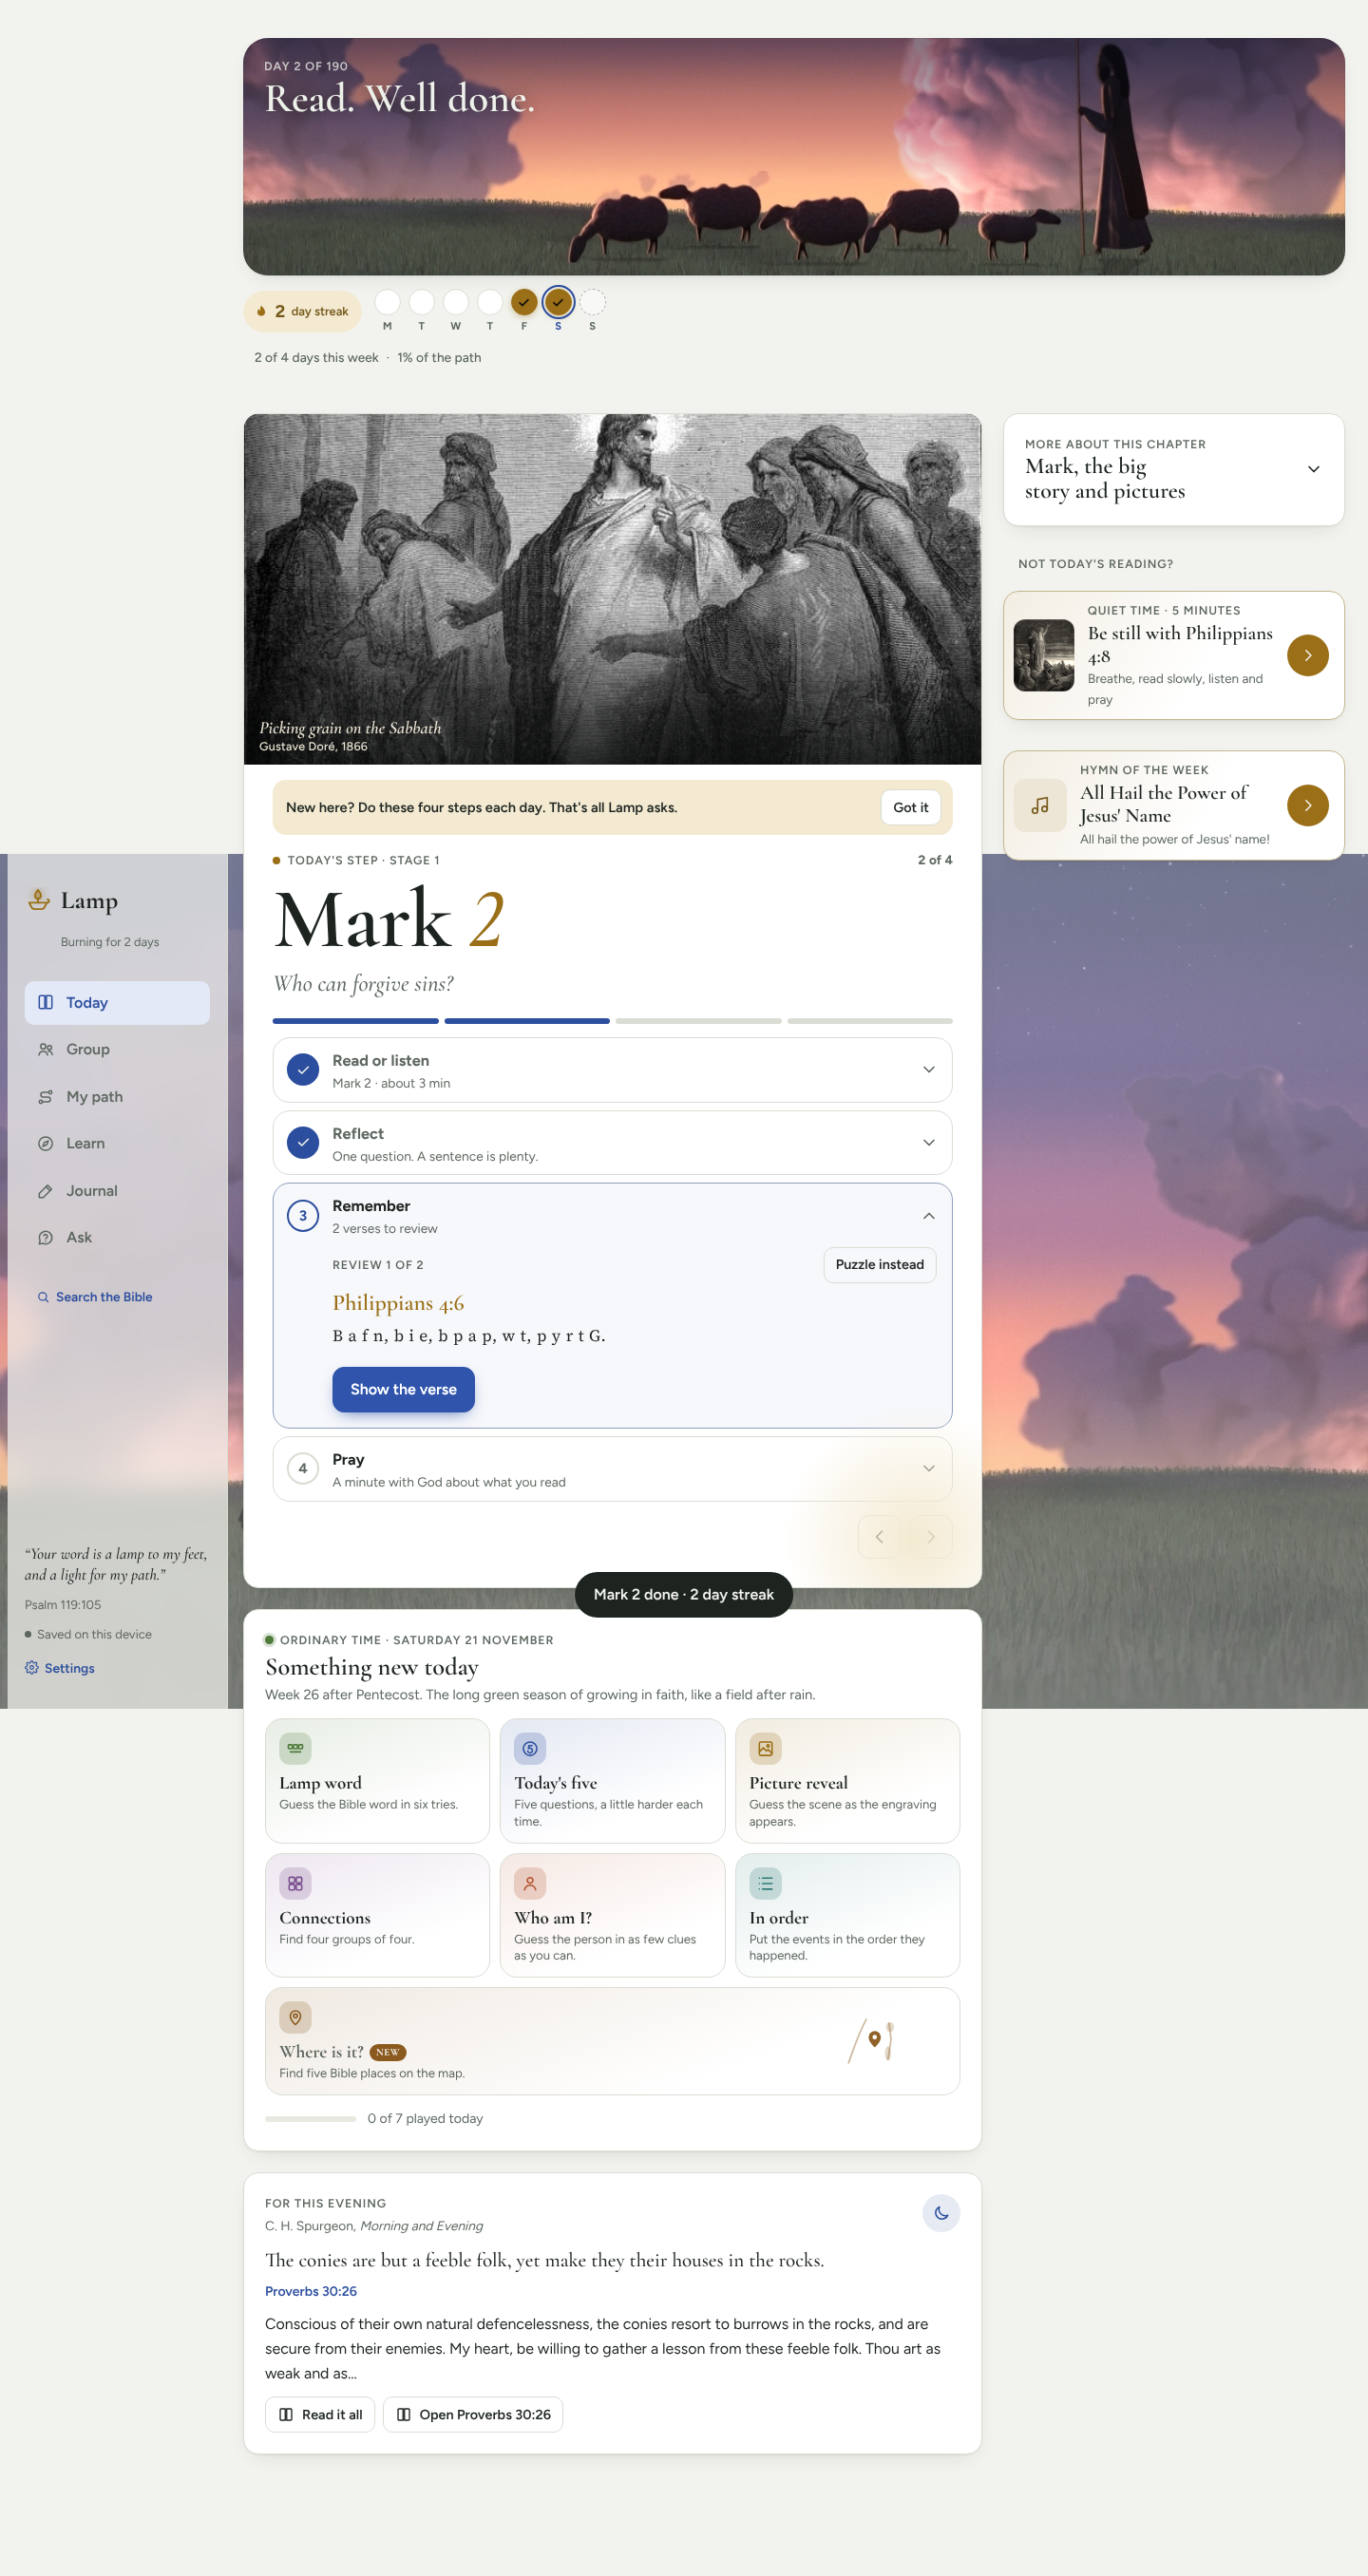 DAY 2 OF 190
Read. Well done.
2 day streak
M T W T F S S
2 of 4 days this week · 1% of the path
Picking grain on the Sabbath
Gustave Doré, 1866
New here? Do these four steps each day. That's all Lamp asks.
Got it
TODAY'S STEP · STAGE 1
2 of 4
Mark 2
Who can forgive sins?
Read or listen
Mark 2 · about 3 min
Reflect
One question. A sentence is plenty.
3
Remember
2 verses to review
REVIEW 1 OF 2
Puzzle instead
Philippians 4:6
B a f n, b i e, b p a p, w t, p y r t G.
Show the verse
4
Pray
A minute with God about what you read
Mark 2 done · 2 day streak
MORE ABOUT THIS CHAPTER
Mark, the big
story and pictures
NOT TODAY'S READING?
QUIET TIME · 5 MINUTES
Be still with Philippians
4:8
Breathe, read slowly, listen and
pray
HYMN OF THE WEEK
All Hail the Power of
Jesus' Name
All hail the power of Jesus' name!
Lamp
Burning for 2 days
Today
Group
My path
Learn
Journal
Ask
Search the Bible
“Your word is a lamp to my feet,
and a light for my path.”
Psalm 119:105
Saved on this device
Settings
ORDINARY TIME · SATURDAY 21 NOVEMBER
Something new today
Week 26 after Pentecost. The long green season of growing in faith, like a field after rain.
Lamp word
Guess the Bible word in six tries.
5
Today's five
Five questions, a little harder each
time.
Picture reveal
Guess the scene as the engraving
appears.
Connections
Find four groups of four.
Who am I?
Guess the person in as few clues
as you can.
In order
Put the events in the order they
happened.
Where is it? NEW
Find five Bible places on the map.
0 of 7 played today
FOR THIS EVENING
C. H. Spurgeon, Morning and Evening
The conies are but a feeble folk, yet make they their houses in the rocks.
Proverbs 30:26
Conscious of their own natural defencelessness, the conies resort to burrows in the rocks, and are
secure from their enemies. My heart, be willing to gather a lesson from these feeble folk. Thou art as
weak and as...
Read it all
Open Proverbs 30:26